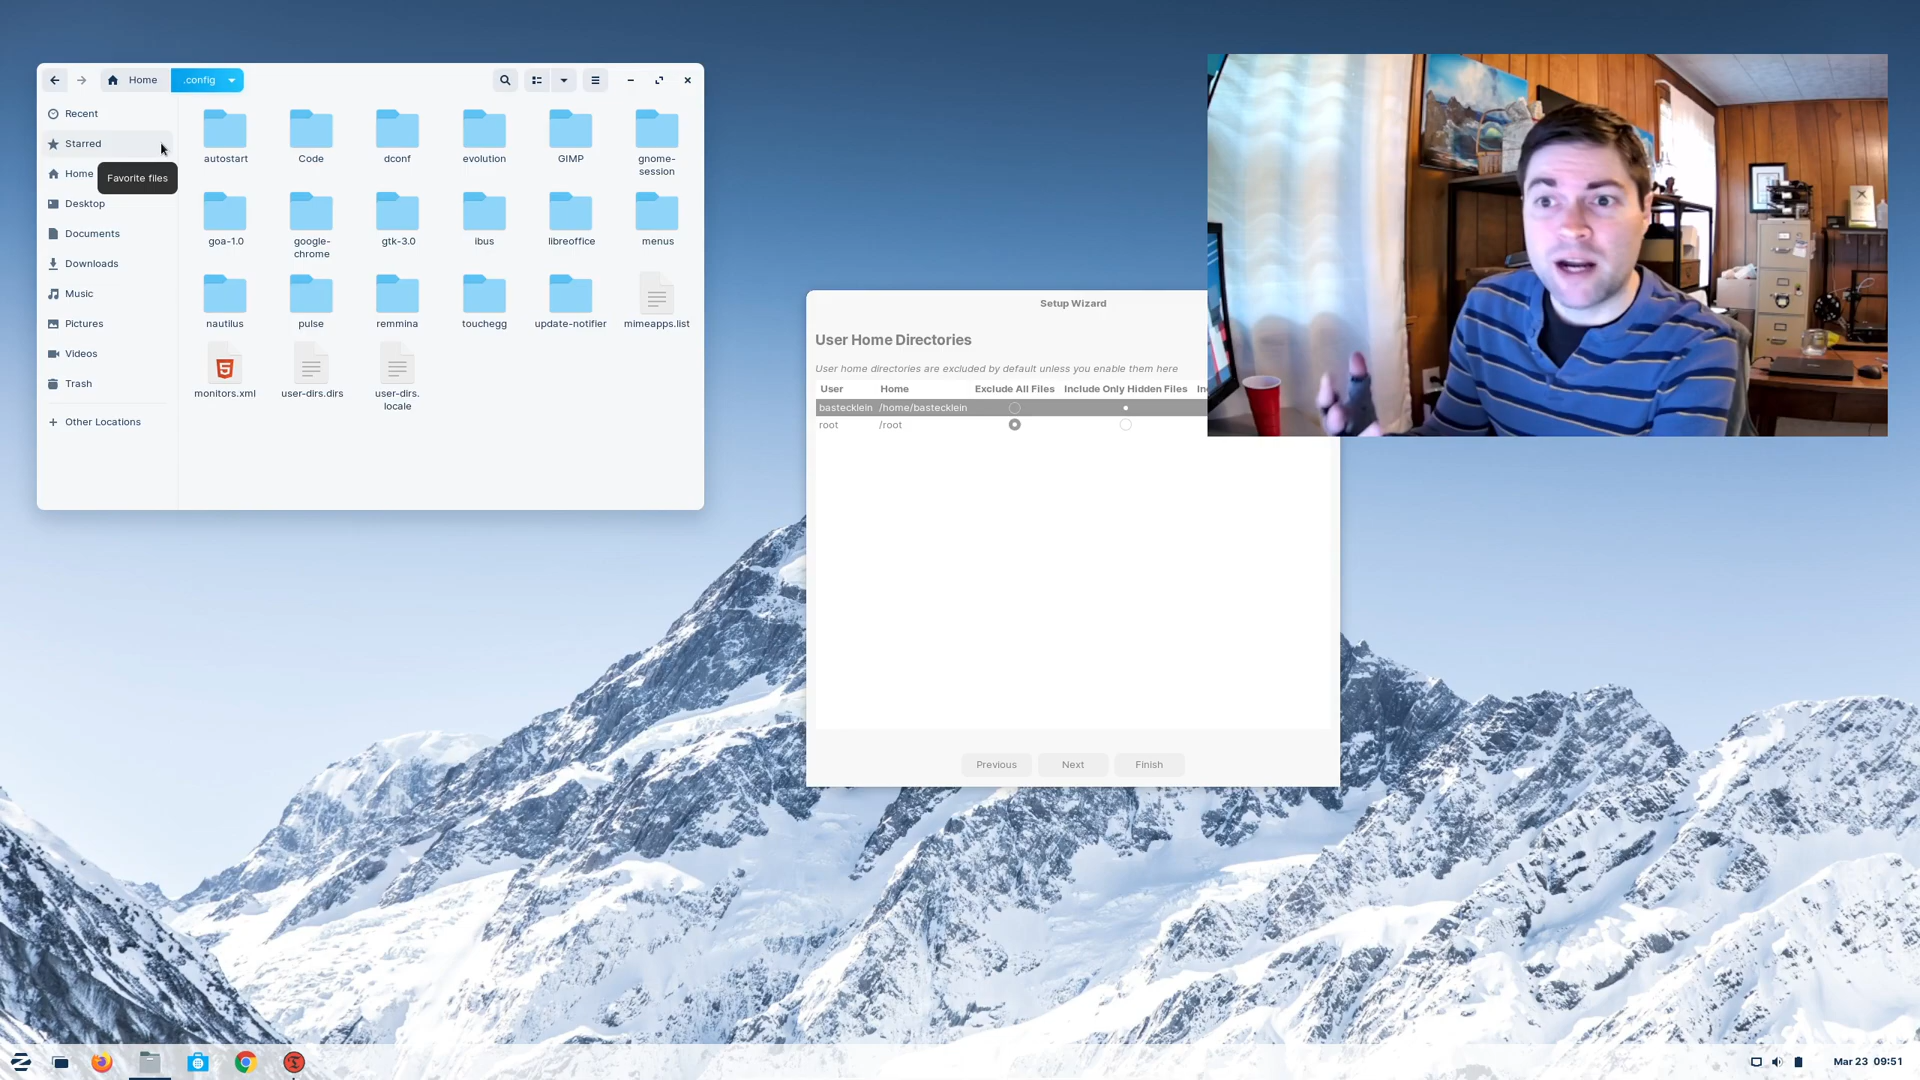 Home
.config
Recent
Starred
Home
Favorite files
Desktop
Documents
Downloads
Music
Pictures
Videos
Trash
Other Locations
autostart
Code
dconf
evolution
GIMP
gnome-
session
goa-1.0
google-
chrome
gtk-3.0
ibus
libreoffice
menus
nautilus
pulse
remmina
touchegg
update-notifier
mimeapps.list
monitors.xml
user-dirs.dirs
user-dirs.
locale
Setup Wizard
User Home Directories
User home directories are excluded by default unless you enable them here
User Home Exclude All Files Include Only Hidden Files
bastecklein /home/bastecklein
root /root
Previous
Next
Finish
Mar 23 09:51